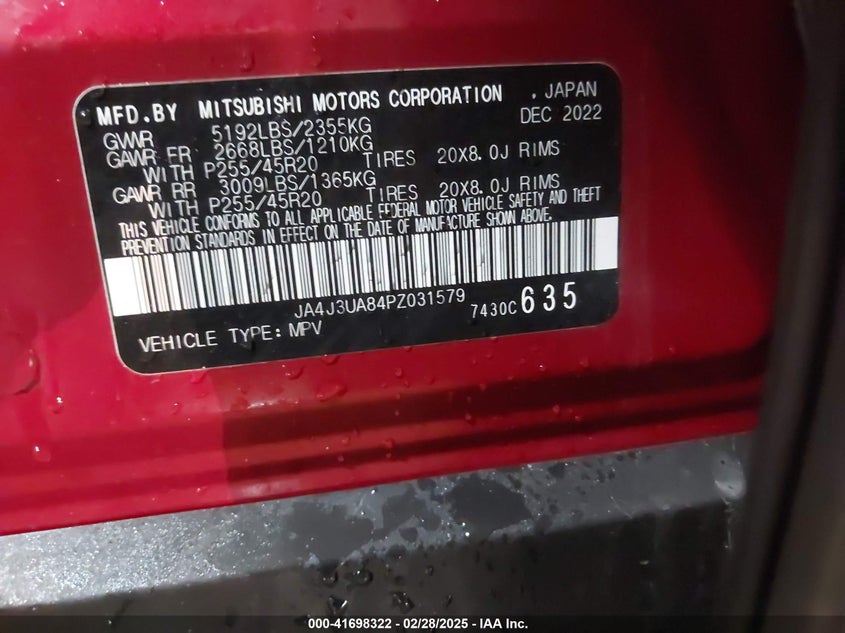 MFD.BY MITSUBISHI MOTORS CORPORATION . JAPAN
GVWR 5192LBS/2355KG DEC 2022
GAWR FR 2668LBS/1210KG
WITH P255/45R20 TIRES 20X8.0J RIMS
GAWR RR 3009LBS/1365KG
WITH P255/45R20 TIRES 20X8.0J RIMS
THIS VEHICLE CONFORMS TO ALL APPLICABLE FEDERAL MOTOR VEHICLE SAFETY AND THEFT
PREVENTION STANDARDS IN EFFECT ON THE DATE OF MANUFACTURE SHOWN ABOVE.
JA4J3UA84PZ031579 7430C 635
VEHICLE TYPE: MPV
000-41698322 - 02/28/2025 - IAA Inc.